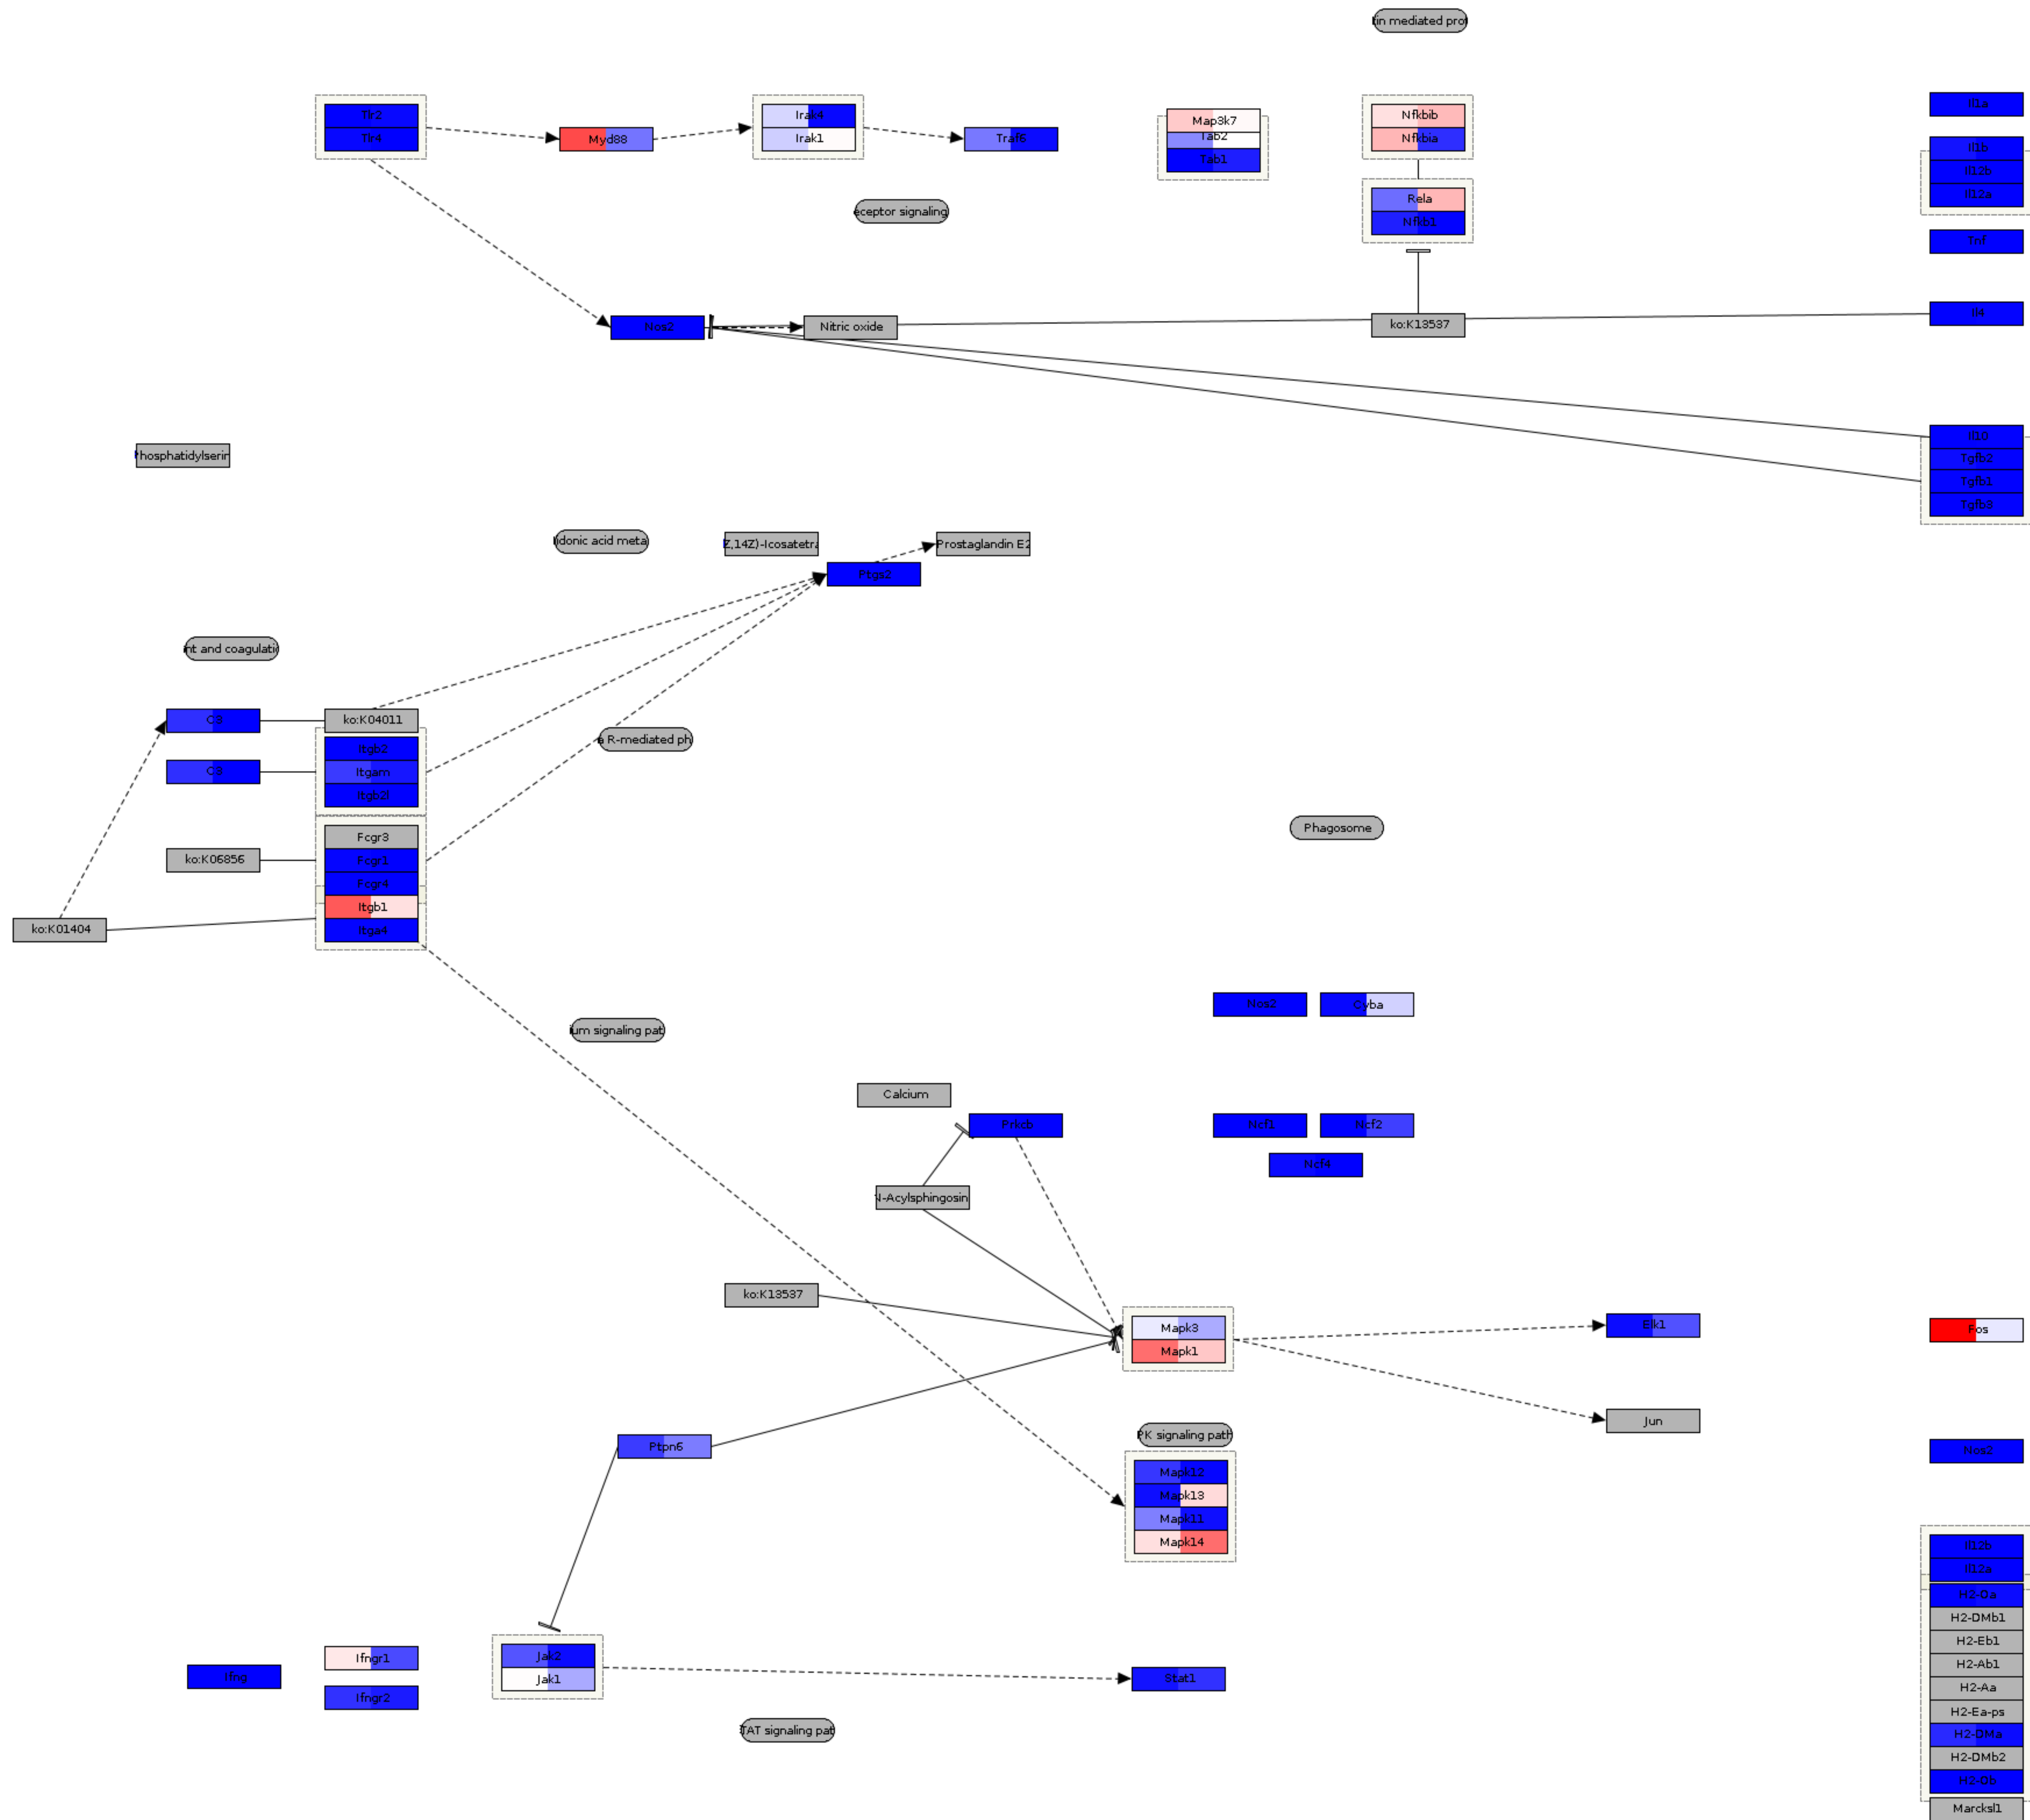 tin mediated prot
Il1a
Tlr2
Tlr4
Myd88
Irak4
Irak1
Traf6
Map3k7
Tab2
Tab1
Nfkbib
Nfkbia
Il1b
Il12b
Il12a
Rela
Nfkb1
eceptor signaling
Tnf
Nos2
Nitric oxide
ko:K13537
Il4
Il10
Tgfb2
Tgfb1
Tgfb3
Phosphatidylserin
idonic acid meta
Z,14Z)-Icosatetra
Prostaglandin E2
Ptgs2
nt and coagulatio
C3
ko:K04011
a R-mediated ph
Itgb2
C3
Itgam
Itgb2l
Phagosome
Fcgr3
ko:K06856
Fcgr1
Fcgr4
Itgb1
ko:K01404
Itga4
Nos2
Cyba
ium signaling pat
Calcium
Prkcb
Ncf1
Ncf2
Ncf4
N-Acylsphingosin
ko:K13537
Mapk3
Mapk1
Elk1
Fos
Jun
PK signaling path
Ptpn6
Nos2
Mapk12
Mapk13
Mapk11
Mapk14
Il12b
Il12a
H2-Oa
H2-DMb1
H2-Eb1
H2-Ab1
H2-Aa
H2-Ea-ps
H2-DMa
H2-DMb2
H2-Ob
Marcksl1
Ifng
Ifngr1
Ifngr2
Jak2
Jak1
Stat1
TAT signaling pat